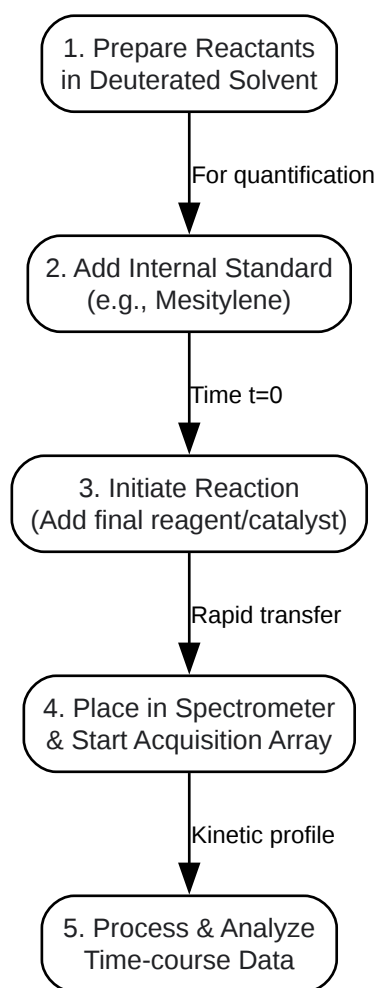 1. Prepare Reactants
in Deuterated Solvent
For quantification
2. Add Internal Standard
(e.g., Mesitylene)
Time t=0
3. Initiate Reaction
(Add final reagent/catalyst)
Rapid transfer
4. Place in Spectrometer
& Start Acquisition Array
Kinetic profile
5. Process & Analyze
Time-course Data